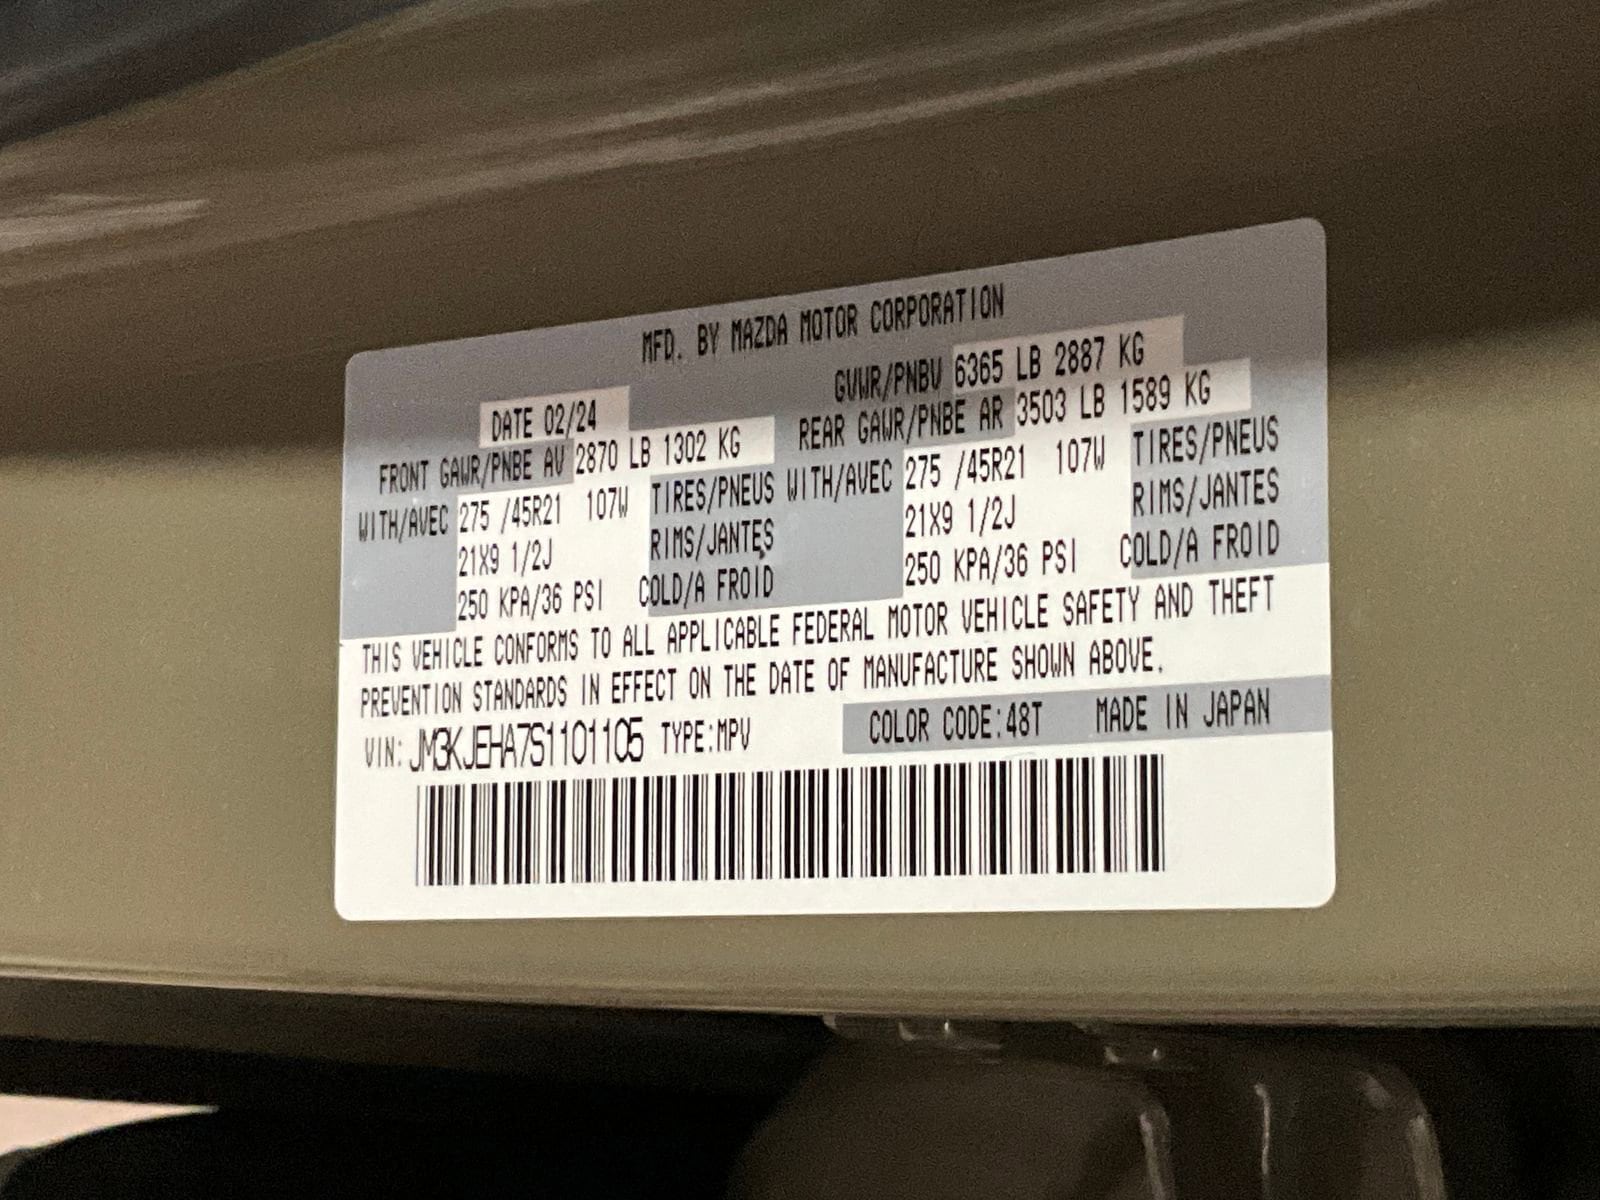 MFD. BY MAZDA MOTOR CORPORATION
GVWR/PNBV 6365 LB 2887 KG
DATE 02/24
REAR GAWR/PNBE AR 3503 LB 1589 KG
FRONT GAWR/PNBE AV 2870 LB 1302 KG
WITH/AVEC 275 /45R21 107W TIRES/PNEUS WITH/AVEC 275 /45R21 107W TIRES/PNEUS
21X9 1/2J RIMS/JANTES 21X9 1/2J RIMS/JANTES
250 KPA/36 PSI COLD/A FROID 250 KPA/36 PSI COLD/A FROID
THIS VEHICLE CONFORMS TO ALL APPLICABLE FEDERAL MOTOR VEHICLE SAFETY AND THEFT
PREVENTION STANDARDS IN EFFECT ON THE DATE OF MANUFACTURE SHOWN ABOVE.
VIN: JM3KJEHA7S1101105 TYPE:MPV COLOR CODE:48T MADE IN JAPAN